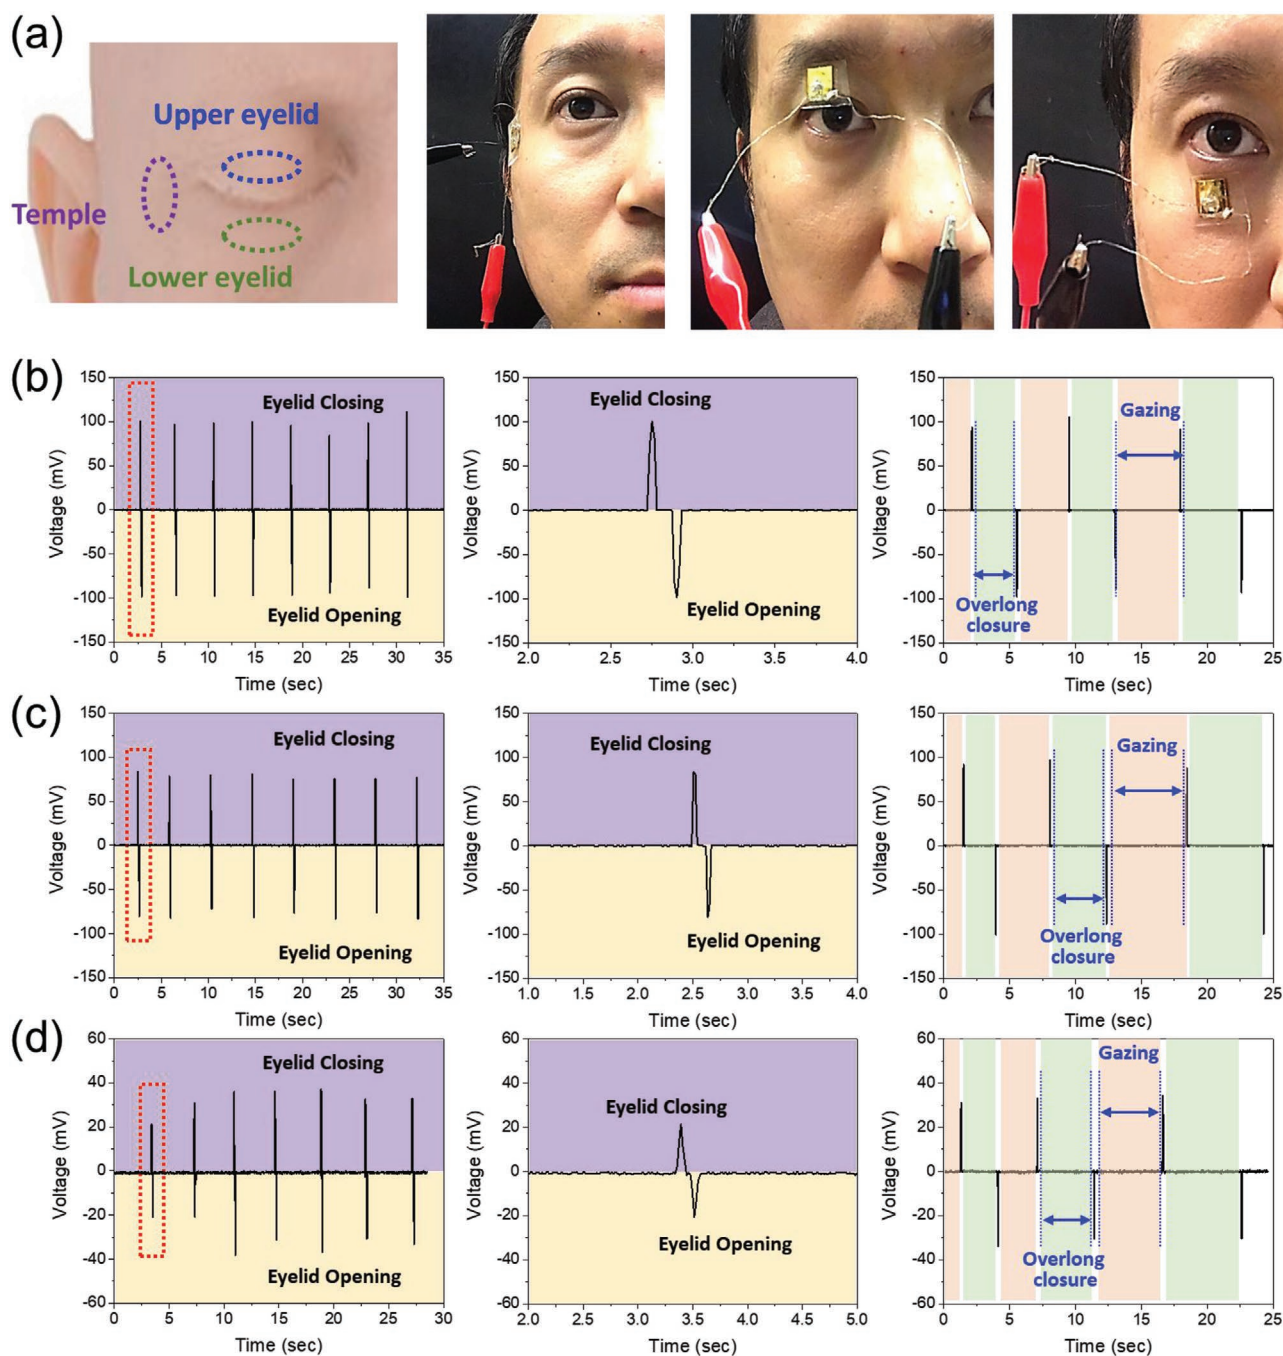 (a)
Upper eyelid
Temple
Lower eyelid
(b)
150
100
50
0
-50
-100
-150
Voltage (mV)
Eyelid Closing
Eyelid Opening
0 5 10 15 20 25 30 35
Time (sec)
150
100
50
0
-50
-100
-150
Voltage (mV)
Eyelid Closing
Eyelid Opening
2.0 2.5 3.0 3.5 4.0
Time (sec)
150
100
50
0
-50
-100
-150
Voltage (mV)
Gazing
Overlong
closure
0 5 10 15 20 25
Time (sec)
(c)
150
100
50
0
-50
-100
-150
Voltage (mV)
Eyelid Closing
Eyelid Opening
0 5 10 15 20 25 30 35
Time (sec)
150
100
50
0
-50
-100
-150
Voltage (mV)
Eyelid Closing
Eyelid Opening
1.0 1.5 2.0 2.5 3.0 3.5 4.0
Time (sec)
150
100
50
0
-50
-100
-150
Voltage (mV)
Gazing
Overlong
closure
0 5 10 15 20 25
Time (sec)
(d)
60
40
20
0
-20
-40
-60
Voltage (mV)
Eyelid Closing
Eyelid Opening
0 5 10 15 20 25 30
Time (sec)
60
40
20
0
-20
-40
-60
Voltage (mV)
Eyelid Closing
Eyelid Opening
2.0 2.5 3.0 3.5 4.0 4.5 5.0
Time (sec)
60
40
20
0
-20
-40
-60
Voltage (mV)
Gazing
Overlong
closure
0 5 10 15 20 25
Time (sec)